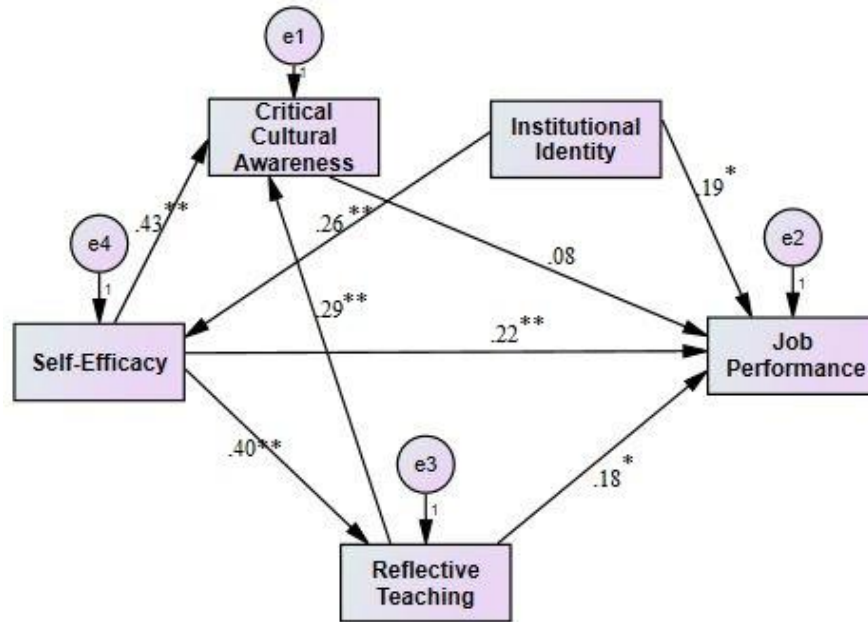 e1
1
Critical
Cultural
Awareness
Institutional
Identity
.43**
.26**
.19*
e4
1
.08
e2
1
.29**
Self-Efficacy
.22**
Job
Performance
.40**
e3
1
.18*
Reflective
Teaching